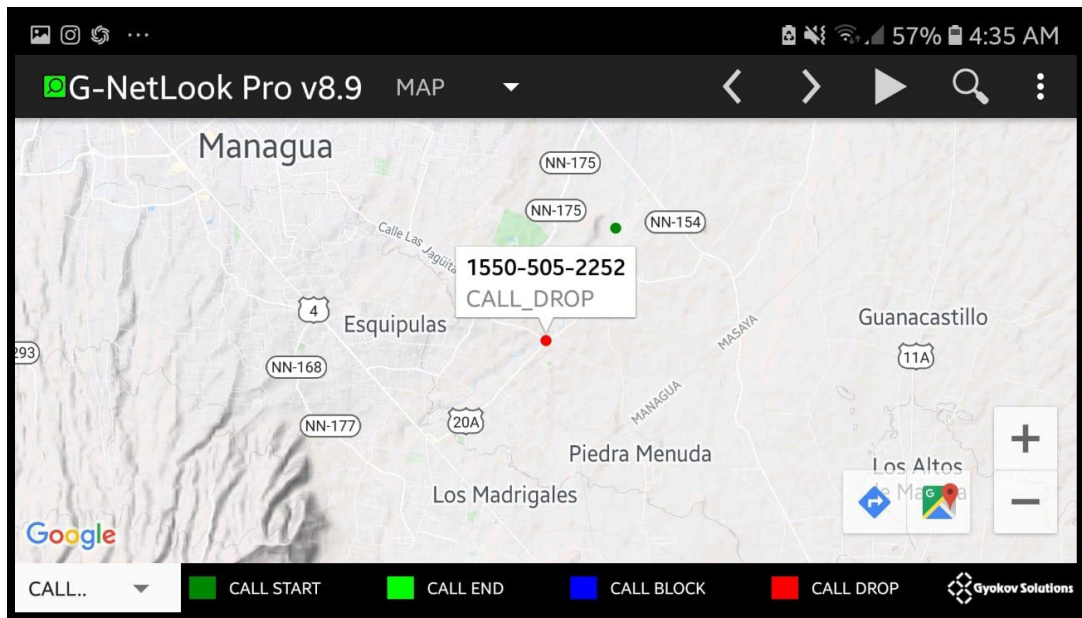 57% 4:35 AM
G-NetLook Pro v8.9 MAP
Managua
NN-175
NN-175
NN-154
Calle Las Jagüitas
1550-505-2252
CALL_DROP
4
Esquipulas
MASAYA
Guanacastillo
293)
11A
NN-168
MANAGUA
NN-177
20A
Piedra Menuda
+
Los Altos
Los Madrigales
G
−
Google
CALL.. CALL START CALL END CALL BLOCK CALL DROP Gyokov Solutions